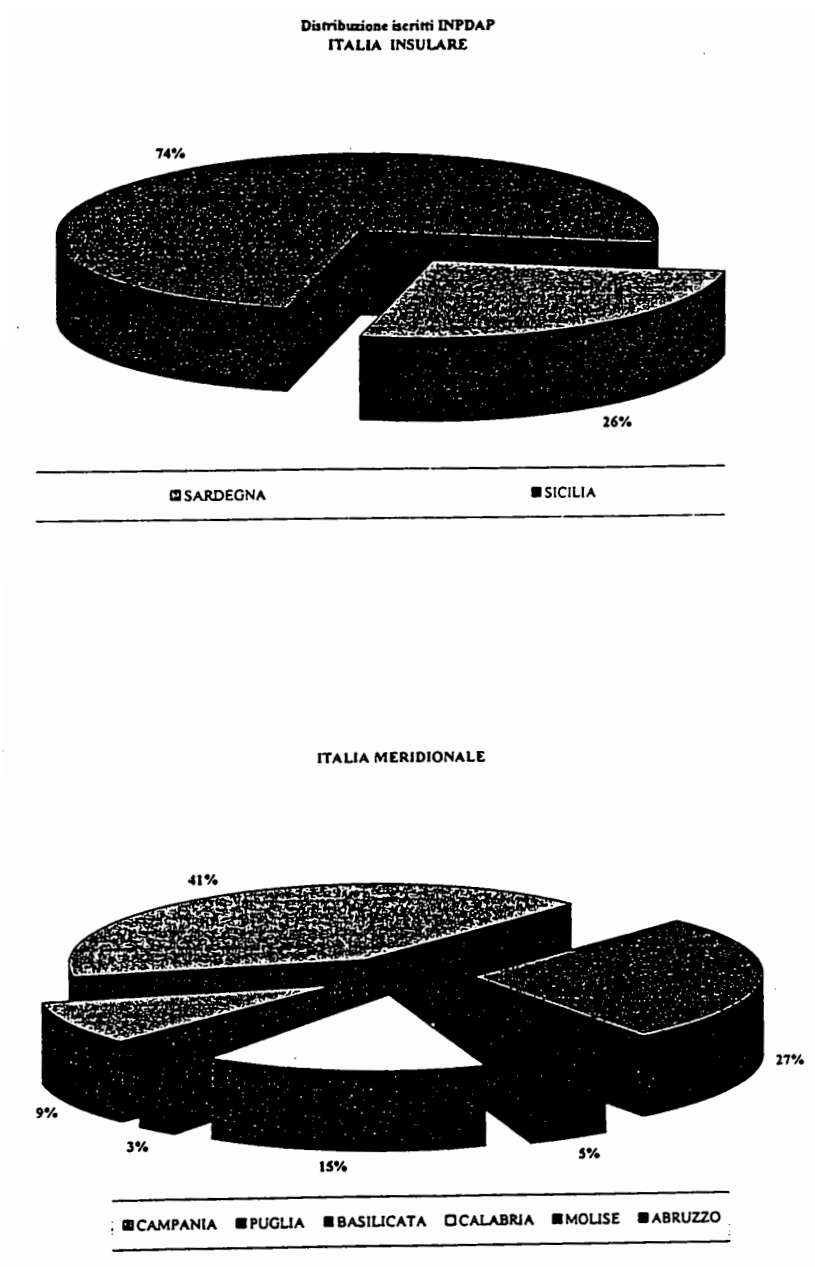 Distribuzione iscritti INPDAP
ITALIA INSULARE
74%
26%
SARDEGNA SICILIA
ITALIA MERIDIONALE
41%
27%
9%
3%
5%
15%
CAMPANIA PUGLIA BASILICATA CALABRIA MOLISE ABRUZZO